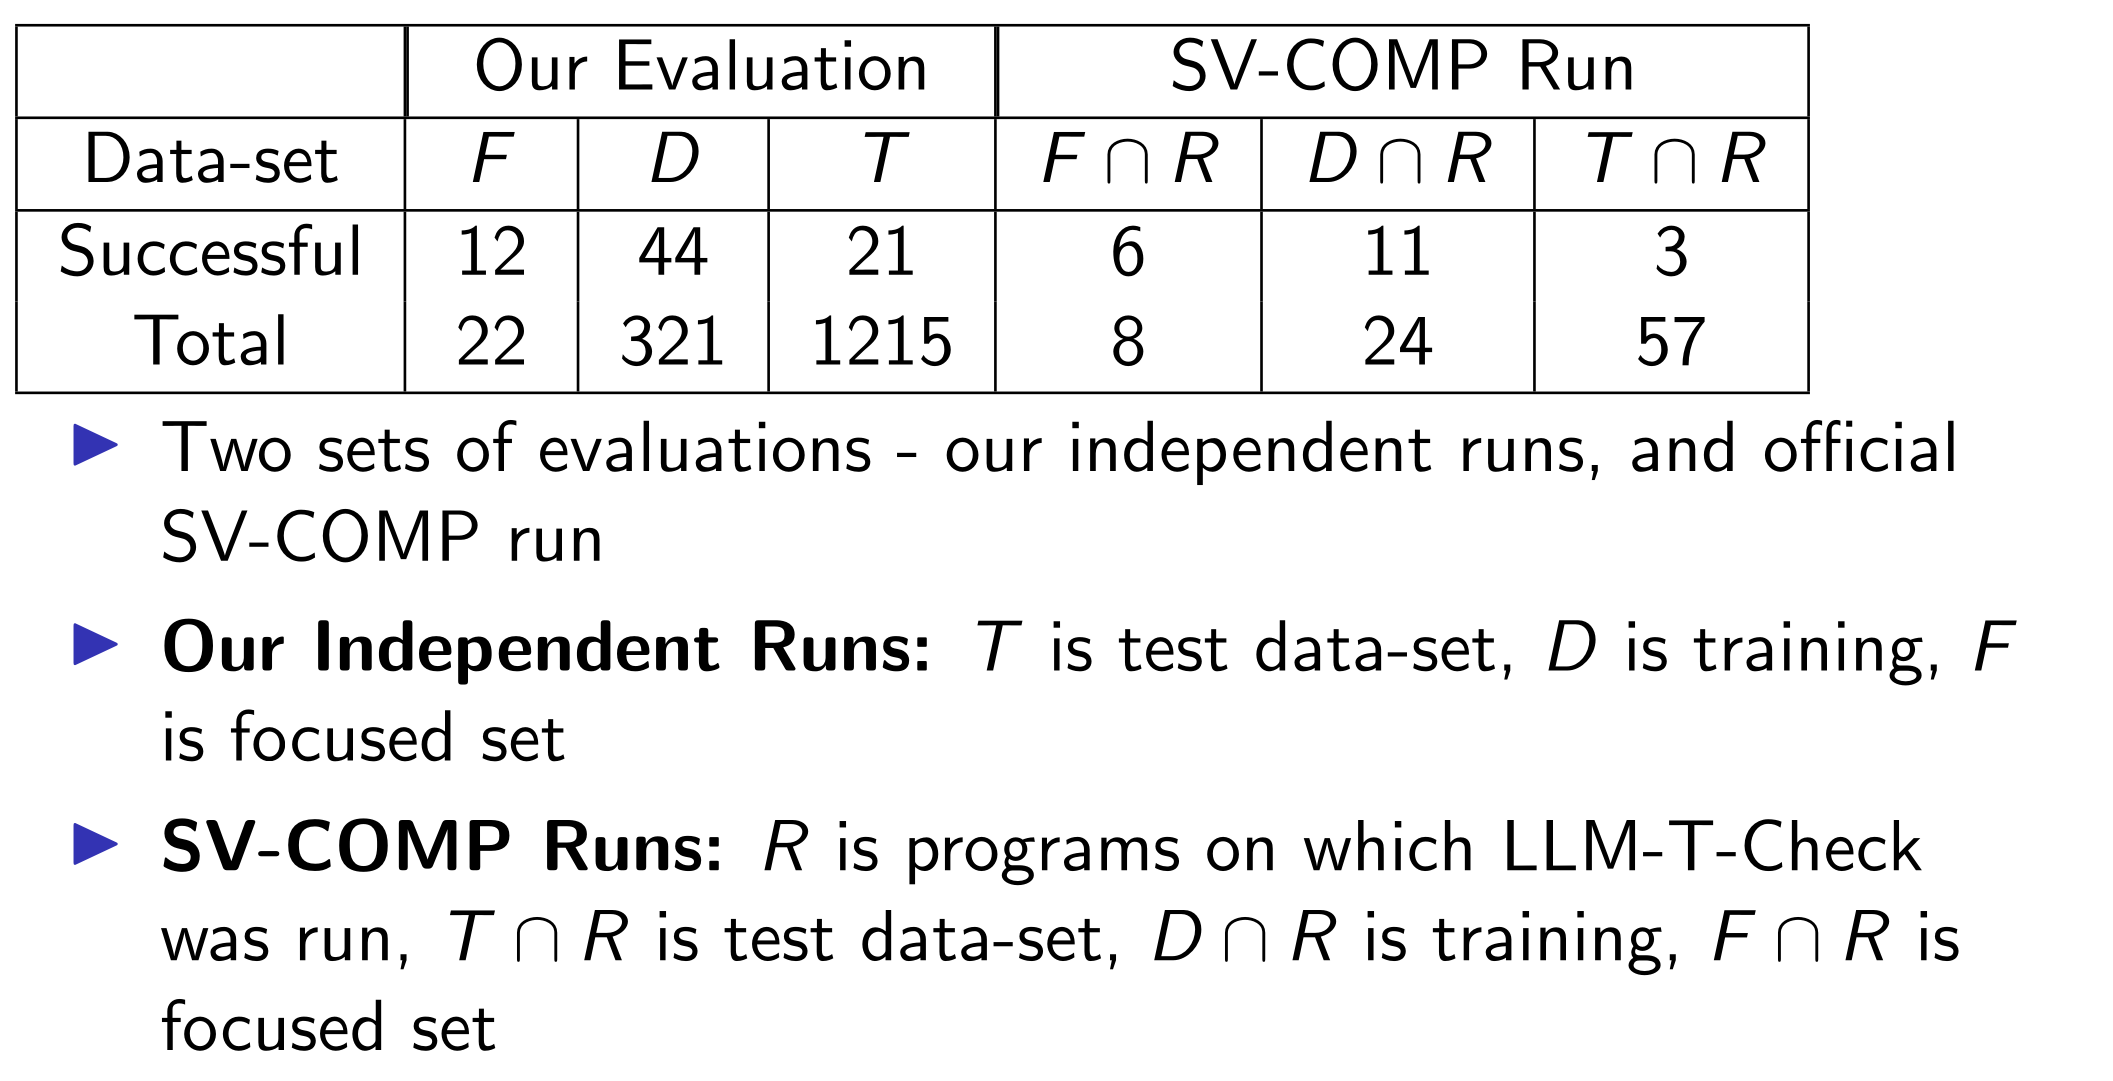 Our Evaluation SV-COMP Run
Data-set F D T F ∩ R D ∩ R T ∩ R
Successful 12 44 21 6 11 3
Total 22 321 1215 8 24 57
▶ Two sets of evaluations - our independent runs, and official
SV-COMP run
▶ Our Independent Runs: T is test data-set, D is training, F
is focused set
▶ SV-COMP Runs: R is programs on which LLM-T-Check
was run, T ∩ R is test data-set, D ∩ R is training, F ∩ R is
focused set